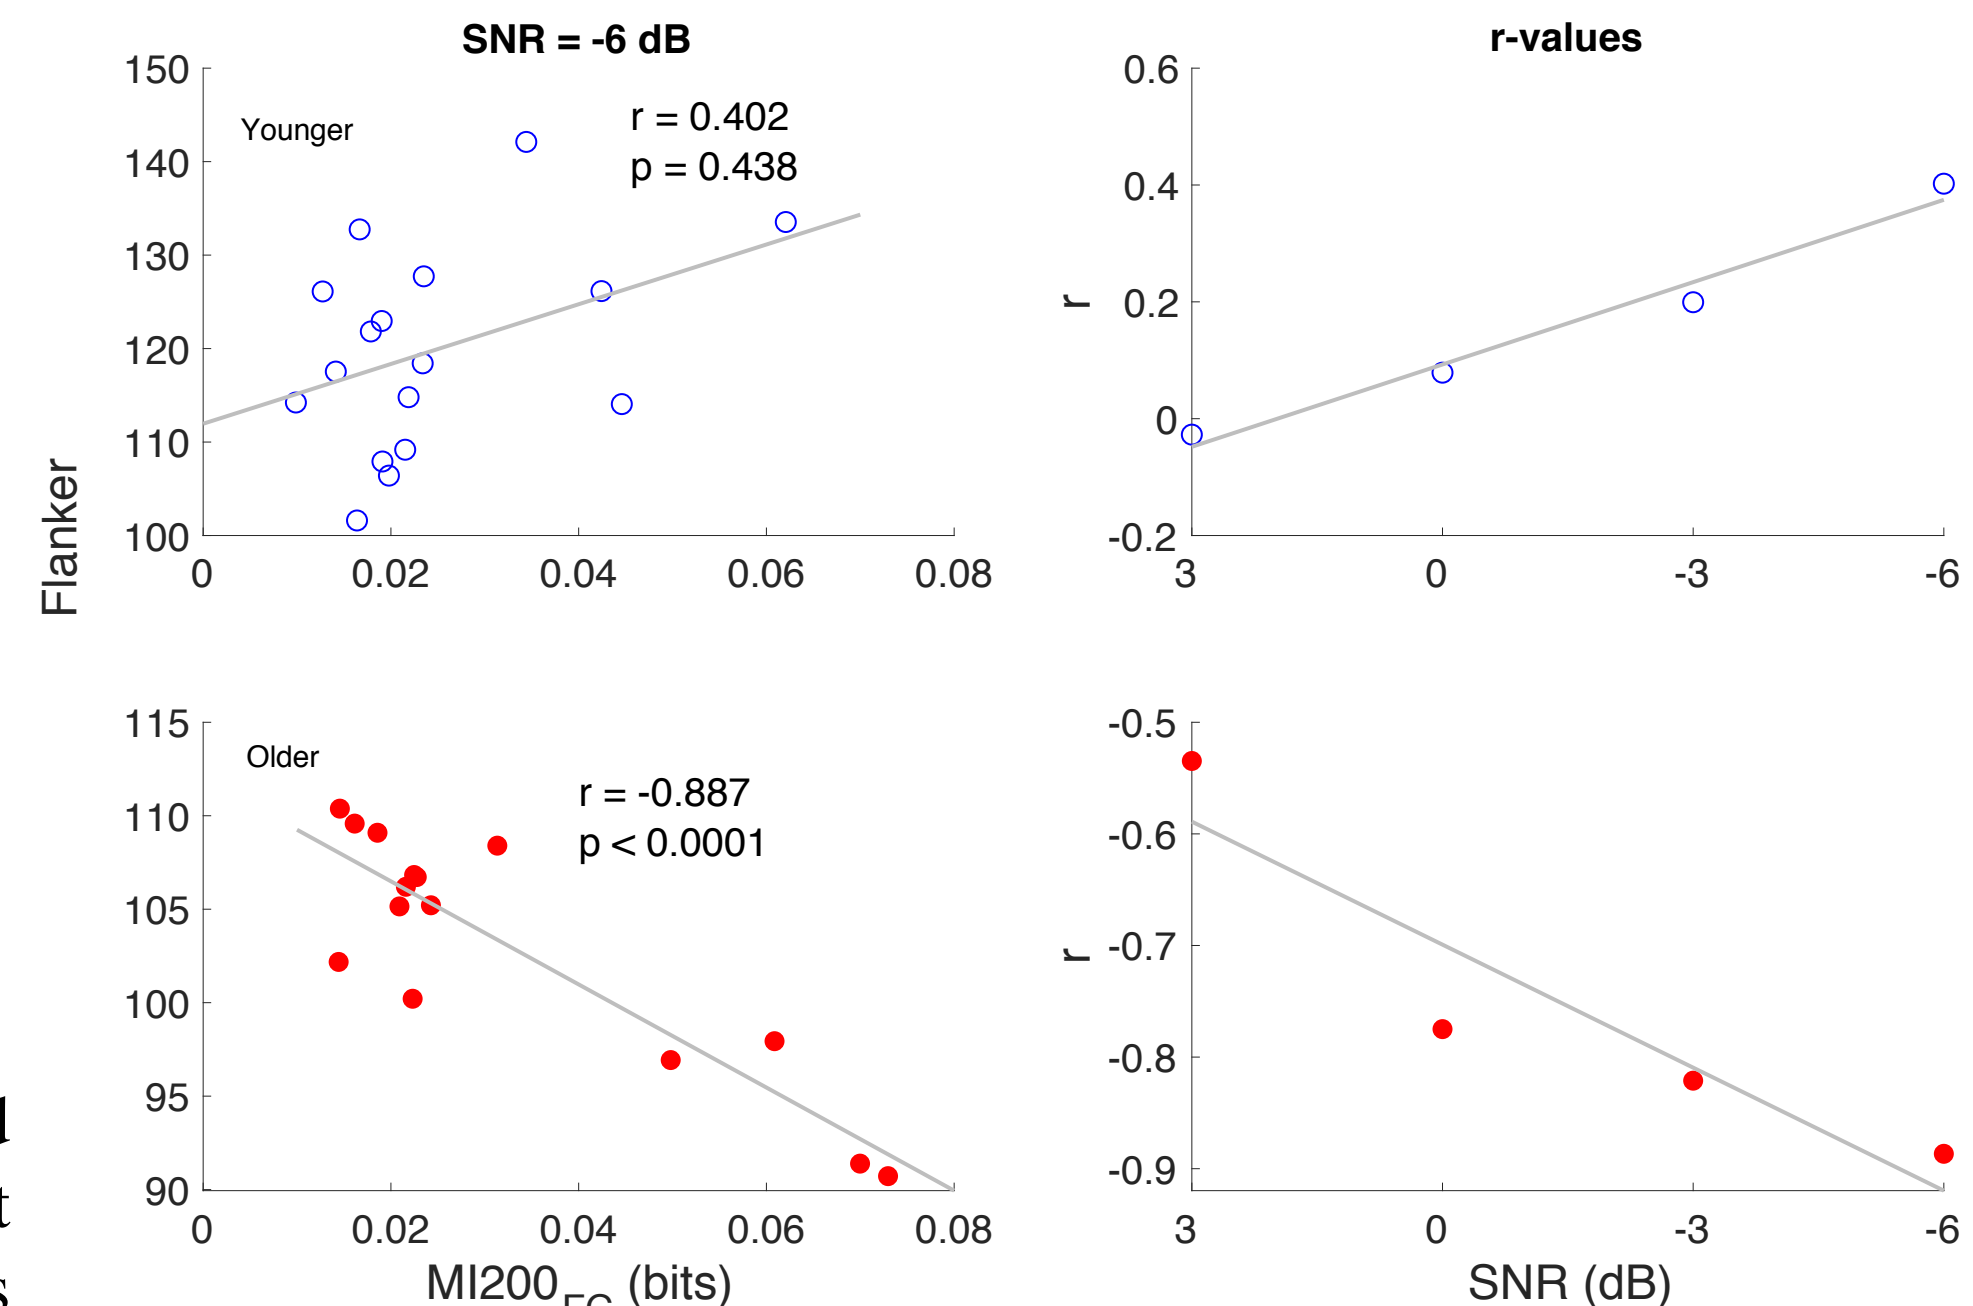 SNR = -6 dB
150
140
130
120
110
100
Younger
r = 0.402
p = 0.438
0 0.02 0.04 0.06 0.08
Flanker
r-values
0.6
0.4
0.2
0
-0.2
r
3 0 -3 -6
115
110
105
100
95
90
Older
r = -0.887
p < 0.0001
0 0.02 0.04 0.06 0.08
MI200 (bits)
-0.5
-0.6
-0.7
-0.8
-0.9
r
3 0 -3 -6
SNR (dB)
t
s